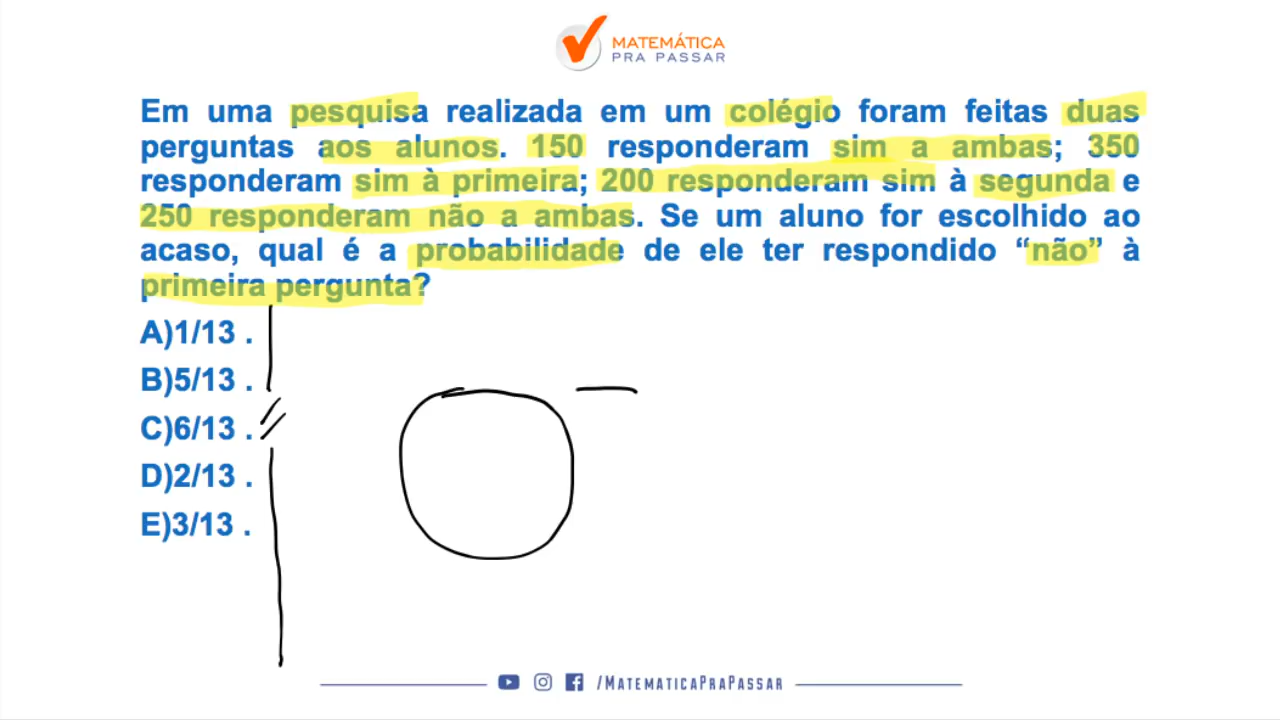 MATEMÁTICA
PRA PASSAR
Em uma pesquisa realizada em um colégio foram feitas duas
perguntas aos alunos. 150 responderam sim a ambas; 350
responderam sim à primeira; 200 responderam sim à segunda e
250 responderam não a ambas. Se um aluno for escolhido ao
acaso, qual é a probabilidade de ele ter respondido “não” à
primeira pergunta?
A)1/13 .
B)5/13 .
C)6/13 .
D)2/13 .
E)3/13 .
/MATEMATICAPRAPASSAR